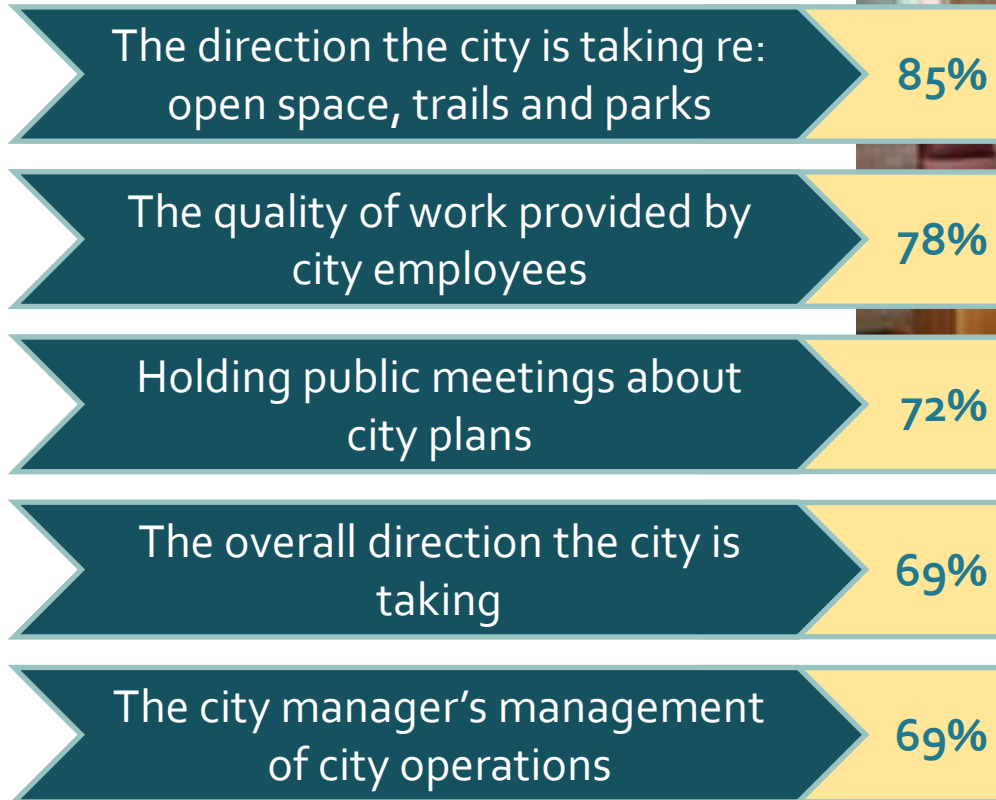 The direction the city is taking re:
open space, trails and parks
85%
The quality of work provided by
city employees
78%
Holding public meetings about
city plans
72%
The overall direction the city is
taking
69%
The city manager’s management
of city operations
69%